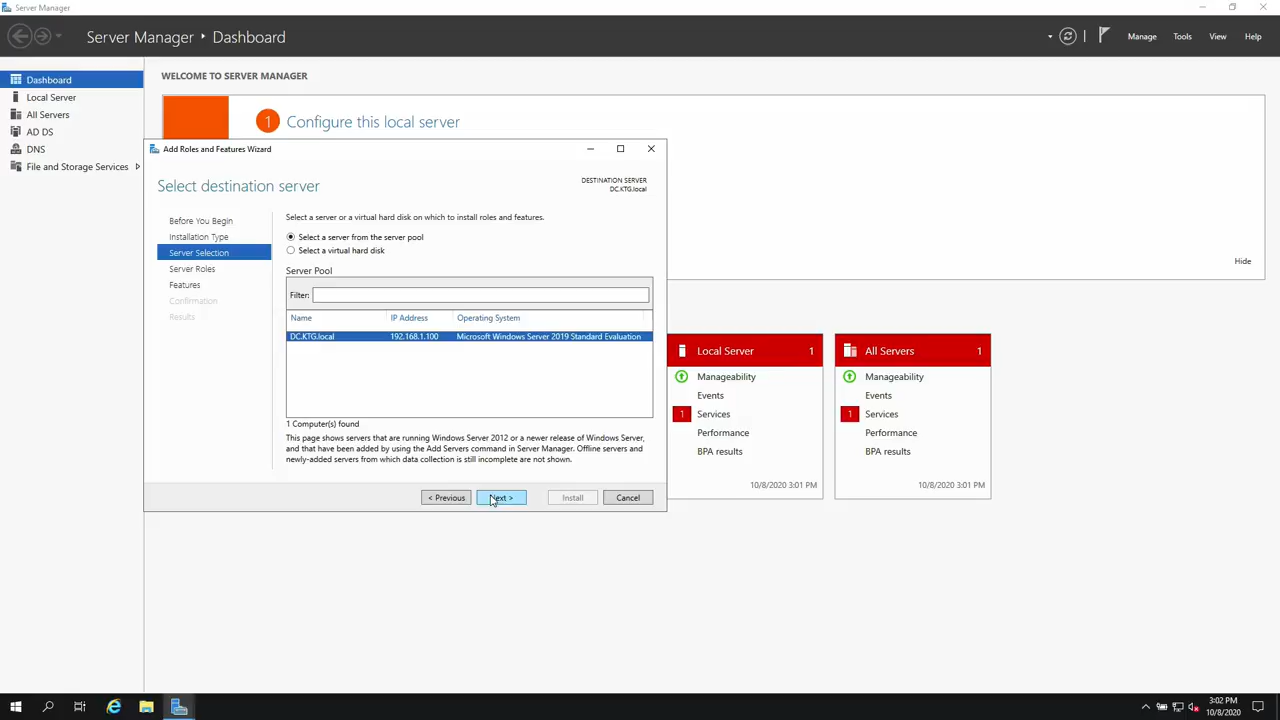 Server Manager
Server Manager • Dashboard
Manage
Tools
View
Help
Dashboard
Local Server
All Servers
AD DS
DNS
File and Storage Services
WELCOME TO SERVER MANAGER
1 Configure this local server
Hide
Add Roles and Features Wizard
Select destination server
DESTINATION SERVER
DC.KTG.local
Before You Begin
Installation Type
Server Selection
Server Roles
Features
Confirmation
Results
Select a server or a virtual hard disk on which to install roles and features.
Select a server from the server pool
Select a virtual hard disk
Server Pool
Filter:
Name IP Address Operating System
DC.KTG.local 192.168.1.100 Microsoft Windows Server 2019 Standard Evaluation
1 Computer(s) found
This page shows servers that are running Windows Server 2012 or a newer release of Windows Server,
and that have been added by using the Add Servers command in Server Manager. Offline servers and
newly-added servers from which data collection is still incomplete are not shown.
< Previous
Next >
Install
Cancel
Local Server 1
Manageability
Events
1 Services
Performance
BPA results
10/8/2020 3:01 PM
All Servers 1
Manageability
Events
1 Services
Performance
BPA results
10/8/2020 3:01 PM
3:02 PM
10/8/2020